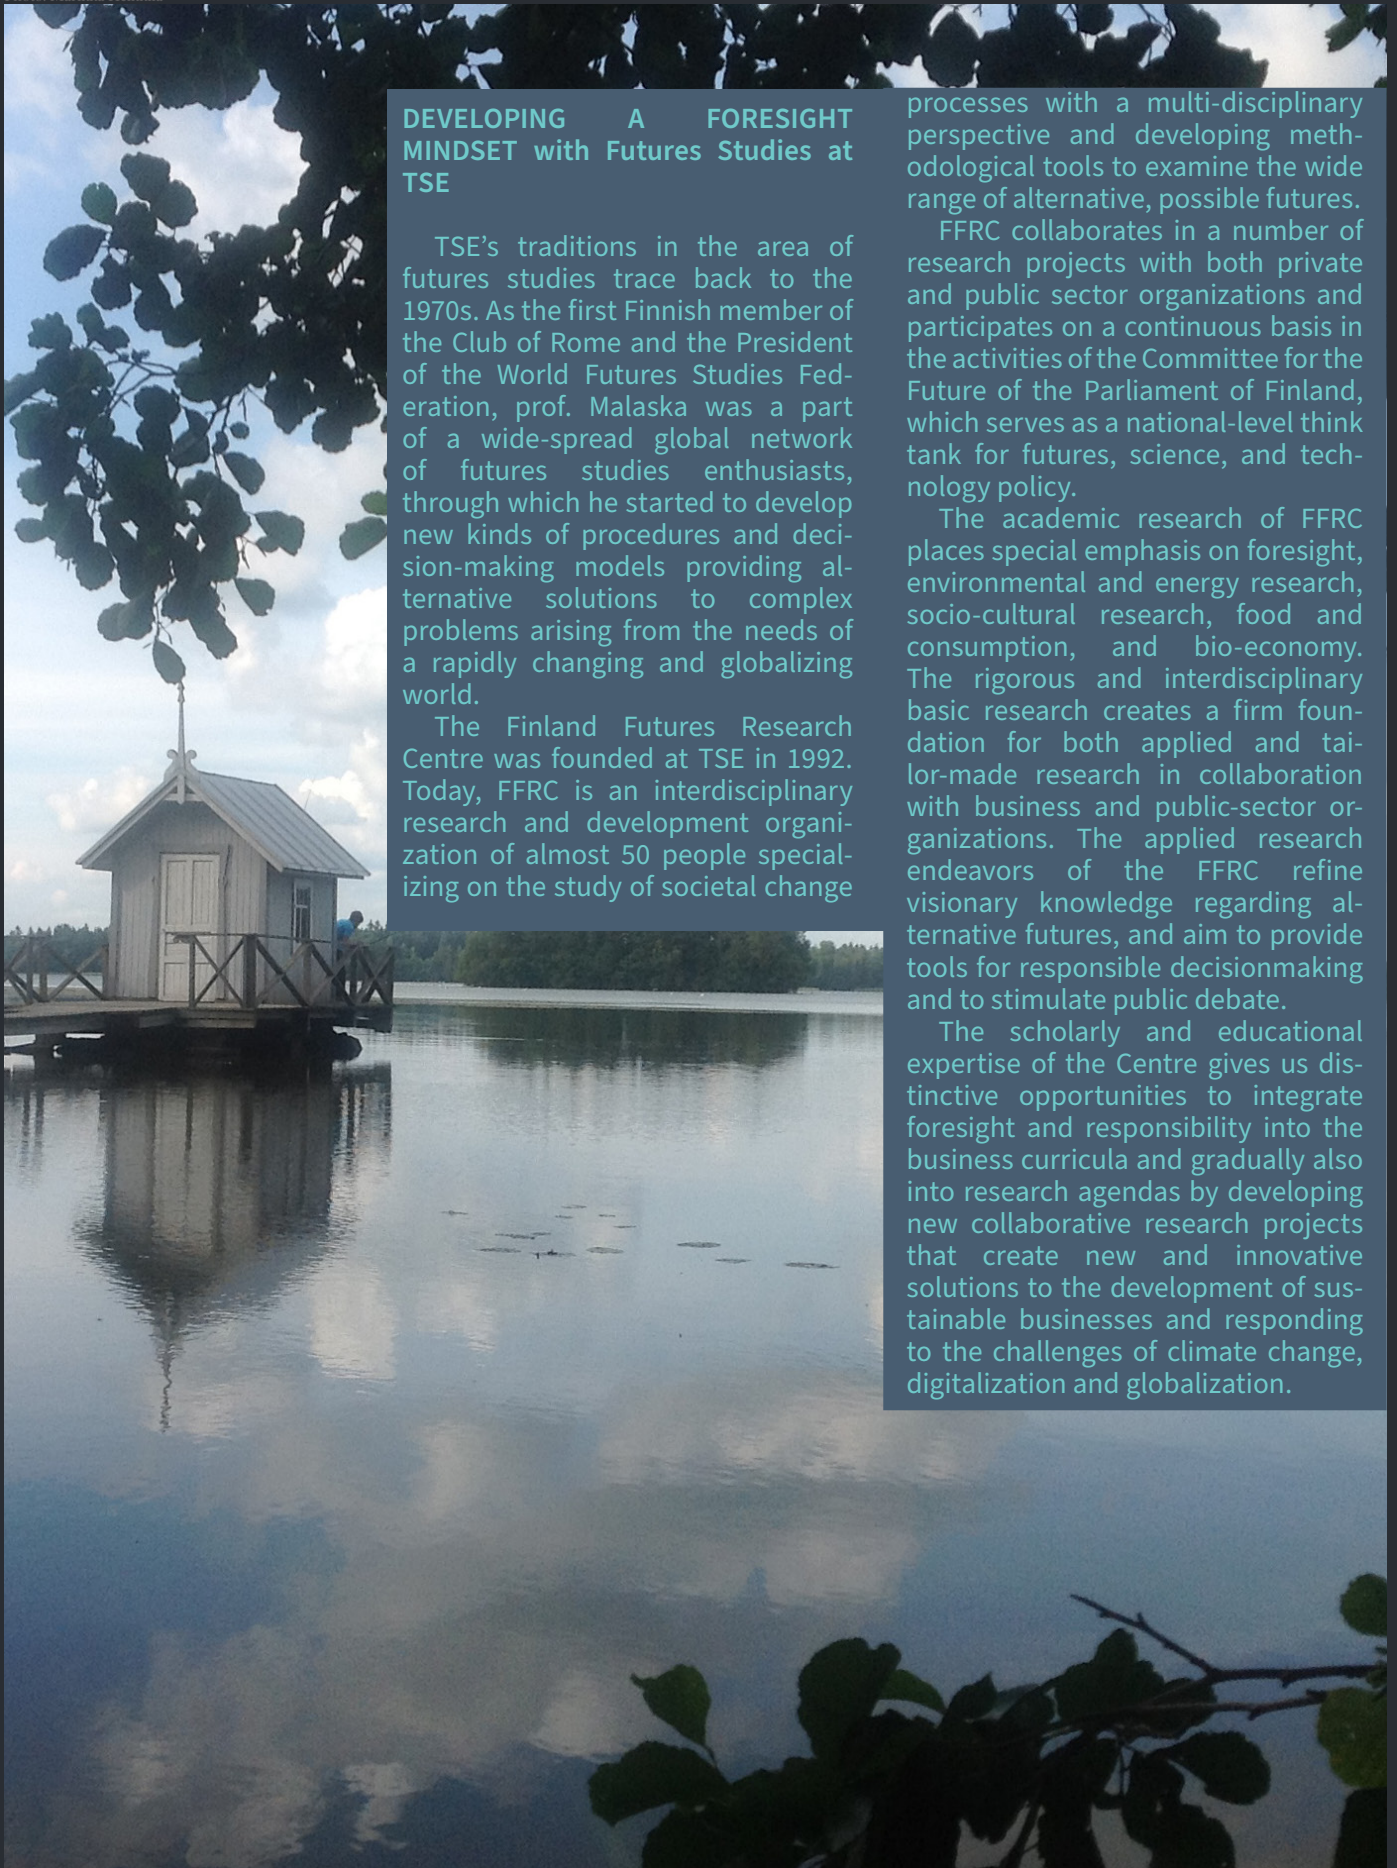 DEVELOPING A FORESIGHT
MINDSET with Futures Studies at
TSE
TSE’s traditions in the area of
futures studies trace back to the
1970s. As the first Finnish member of
the Club of Rome and the President
of the World Futures Studies Fed-
eration, prof. Malaska was a part
of a wide-spread global network
of futures studies enthusiasts,
through which he started to develop
new kinds of procedures and deci-
sion-making models providing al-
ternative solutions to complex
problems arising from the needs of
a rapidly changing and globalizing
world.
The Finland Futures Research
Centre was founded at TSE in 1992.
Today, FFRC is an interdisciplinary
research and development organi-
zation of almost 50 people special-
izing on the study of societal change
processes with a multi-disciplinary
perspective and developing meth-
odological tools to examine the wide
range of alternative, possible futures.
FFRC collaborates in a number of
research projects with both private
and public sector organizations and
participates on a continuous basis in
the activities of the Committee for the
Future of the Parliament of Finland,
which serves as a national-level think
tank for futures, science, and tech-
nology policy.
The academic research of FFRC
places special emphasis on foresight,
environmental and energy research,
socio-cultural research, food and
consumption, and bio-economy.
The rigorous and interdisciplinary
basic research creates a firm foun-
dation for both applied and tai-
lor-made research in collaboration
with business and public-sector or-
ganizations. The applied research
endeavors of the FFRC refine
visionary knowledge regarding al-
ternative futures, and aim to provide
tools for responsible decisionmaking
and to stimulate public debate.
The scholarly and educational
expertise of the Centre gives us dis-
tinctive opportunities to integrate
foresight and responsibility into the
business curricula and gradually also
into research agendas by developing
new collaborative research projects
that create new and innovative
solutions to the development of sus-
tainable businesses and responding
to the challenges of climate change,
digitalization and globalization.